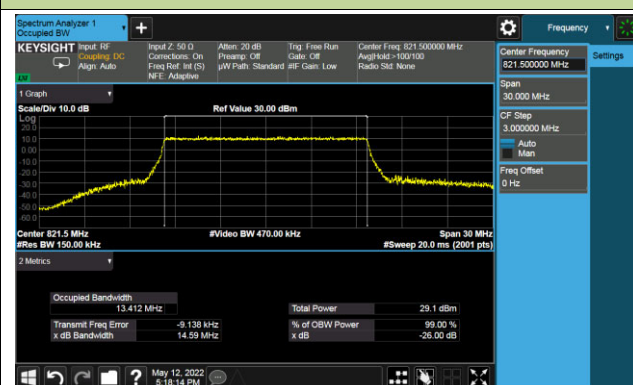 Spectrum Analyzer 1
Occupied BW
Frequency
KEYSIGHT
Input: RF
Coupling: DC
Align: Auto
Input Z: 50 Ω
Corrections: On
Freq Ref: Int (S)
NFE: Adaptive
Atten: 20 dB
Preamp: Off
µW Path: Standard
Trig: Free Run
Gate: Off
#IF Gain: Low
Center Freq: 821.500000 MHz
Avg|Hold:>100/100
Radio Std: None
Center Frequency
821.500000 MHz
Settings
Span
30.000 MHz
CF Step
3.000000 MHz
Auto
Man
Freq Offset
0 Hz
1 Graph
Scale/Div 10.0 dB
Ref Value 30.00 dBm
Log
20.0
10.0
0.00
-10.0
-20.0
-30.0
-40.0
-50.0
-60.0
Center 821.5 MHz
#Video BW 470.00 kHz
Span 30 MHz
#Res BW 150.00 kHz
#Sweep 20.0 ms (2001 pts)
2 Metrics
Occupied Bandwidth
13.412 MHz
Total Power 29.1 dBm
Transmit Freq Error -9.138 kHz
% of OBW Power 99.00 %
x dB Bandwidth 14.59 MHz
x dB -26.00 dB
May 12, 2022
5:18:14 PM